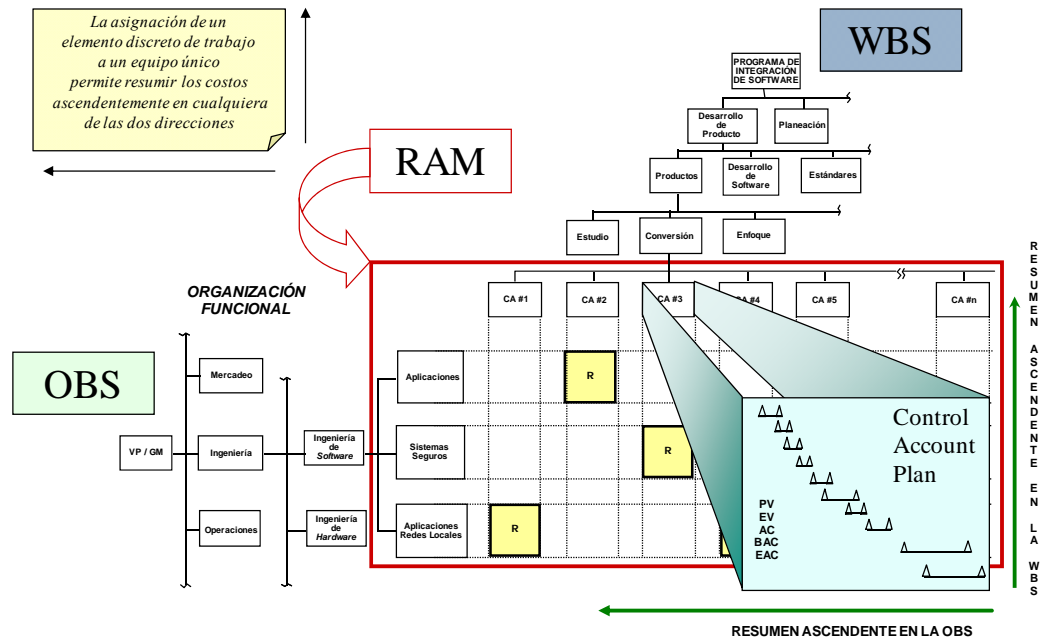 La asignación de un
elemento discreto de trabajo
a un equipo único
permite resumir los costos
ascendentemente en cualquiera
de las dos direcciones
WBS
PROGRAMA DE
INTEGRACIÓN
DE SOFTWARE
Desarrollo
de
Producto
Planeación
RAM
Productos
Desarrollo
de
Software
Estándares
Estudio
Conversión
Enfoque
ORGANIZACIÓN
FUNCIONAL
CA #1
CA #2
CA #3
CA #4
CA #5
CA #n
OBS
Mercadeo
Aplicaciones
R
VP / GM
Ingeniería
Ingeniería
de
Software
Sistemas
Seguros
R
Operaciones
Ingeniería
de
Hardware
Aplicaciones
Redes Locales
R
Control
Account
Plan
PV
EV
AC
BAC
EAC
RESUMEN ASCENDENTE EN LA WBS
RESUMEN ASCENDENTE EN LA OBS